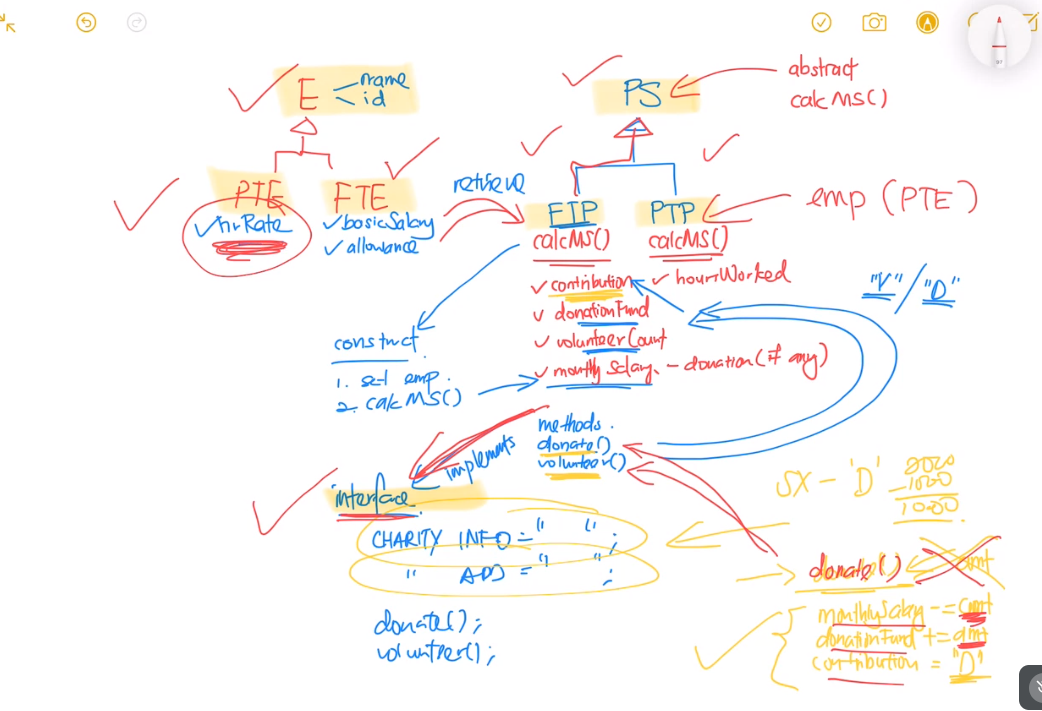 E
name
id
PS
abstract
calcMS()
PTE
FTE
hrRate
basicSalary
allowance
retrieve
FTP
PTP
calcMS()
calcMS()
emp (PTE)
contribution
hoursWorked
donationFund
volunteerCount
monthly Salary - donation (if any)
"V" / "D"
construct
1. set emp.
2. calcMS()
methods.
donate()
volunteer()
implements
interface
CHARITY INFO = " ";
" ADD = " ";
donate();
volunteer();
SX - 'D'
2000
-1000
1000.
donate()
amt
monthlySalary -= amt
donationFund += amt
contribution = "D"